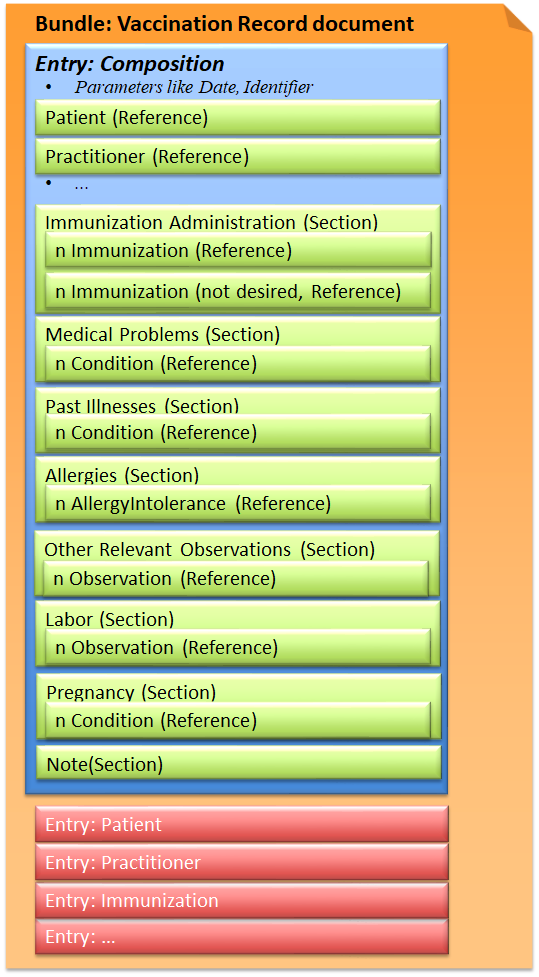 Bundle: Vaccination Record document
Entry: Composition
• Parameters like Date, Identifier
Patient (Reference)
Practitioner (Reference)
• ...
Immunization Administration (Section)
n Immunization (Reference)
n Immunization (not desired, Reference)
Medical Problems (Section)
n Condition (Reference)
Past Illnesses (Section)
n Condition (Reference)
Allergies (Section)
n AllergyIntolerance (Reference)
Other Relevant Observations (Section)
n Observation (Reference)
Labor (Section)
n Observation (Reference)
Pregnancy (Section)
n Condition (Reference)
Note(Section)
Entry: Patient
Entry: Practitioner
Entry: Immunization
Entry: ...